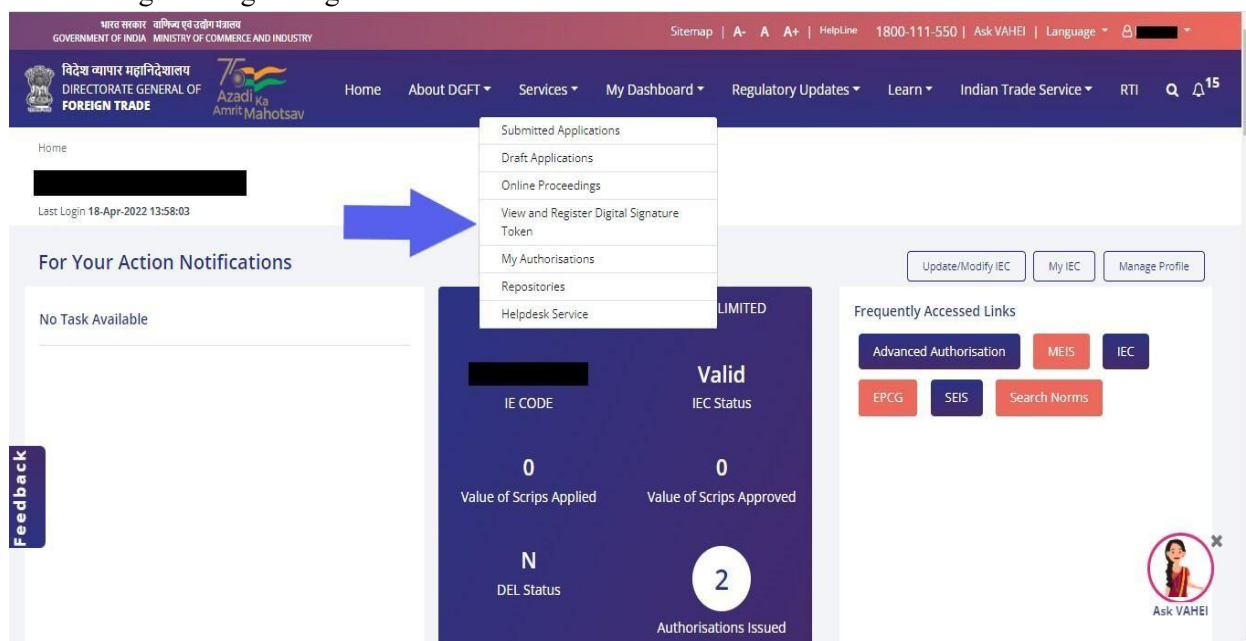 भारत सरकार वाणिज्य एवं उद्योग मंत्रालय
GOVERNMENT OF INDIA MINISTRY OF COMMERCE AND INDUSTRY
Sitemap | A- A A+ | HelpLine 1800-111-550 | Ask VAHEI | Language
विदेश व्यापार महानिदेशालय
DIRECTORATE GENERAL OF
FOREIGN TRADE
75
Azadi Ka
Amrit Mahotsav
Home About DGFT Services My Dashboard Regulatory Updates Learn Indian Trade Service RTI 15
Home
Last Login 18-Apr-2022 13:58:03
Submitted Applications
Draft Applications
Online Proceedings
View and Register Digital Signature
Token
My Authorisations
Repositories
Helpdesk Service
For Your Action Notifications
Update/Modify IEC My IEC Manage Profile
No Task Available
LIMITED
IE CODE
Valid
IEC Status
0
Value of Scrips Applied
0
Value of Scrips Approved
N
DEL Status
2
Authorisations Issued
Frequently Accessed Links
Advanced Authorisation MEIS IEC
EPCG SEIS Search Norms
Feedback
Ask VAHEI